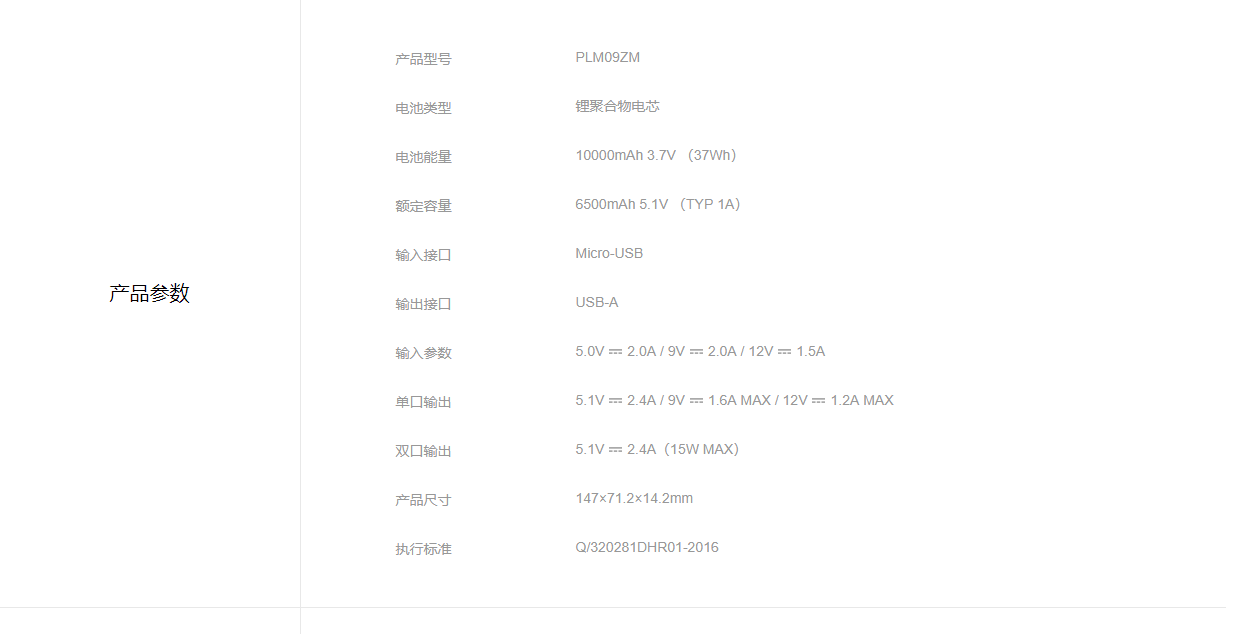 产品参数
产品型号 PLM09ZM
电池类型 锂聚合物电芯
电池能量 10000mAh 3.7V （37Wh）
额定容量 6500mAh 5.1V （TYP 1A）
输入接口 Micro-USB
输出接口 USB-A
输入参数 5.0V ⎓ 2.0A / 9V ⎓ 2.0A / 12V ⎓ 1.5A
单口输出 5.1V ⎓ 2.4A / 9V ⎓ 1.6A MAX / 12V ⎓ 1.2A MAX
双口输出 5.1V ⎓ 2.4A（15W MAX）
产品尺寸 147×71.2×14.2mm
执行标准 Q/320281DHR01-2016